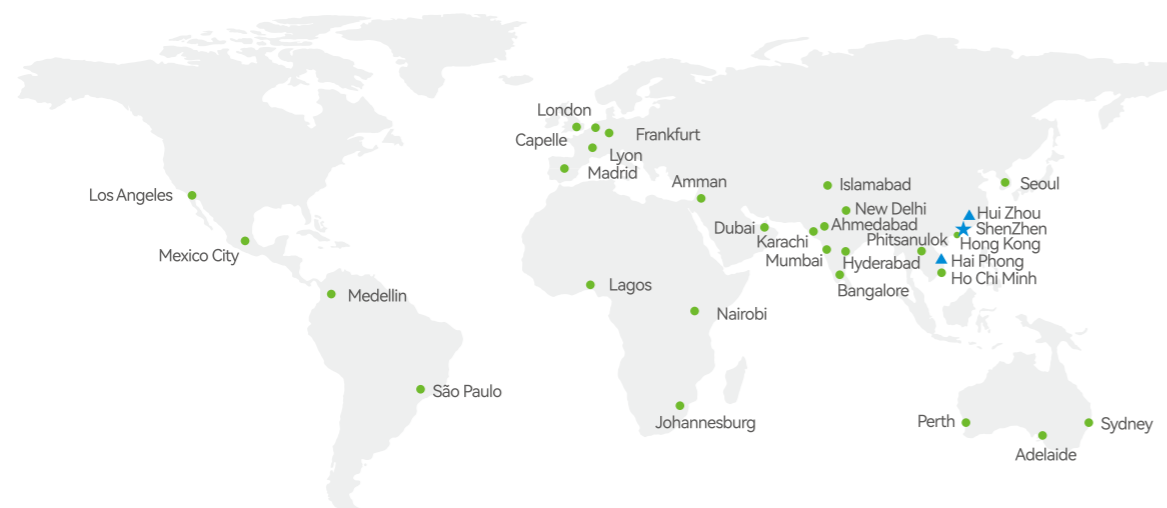 London
Capelle
Frankfurt
Lyon
Madrid
Amman
Islamabad
Seoul
Los Angeles
New Delhi
Hui Zhou
Dubai
Ahmedabad
ShenZhen
Karachi
Phitsanulok
Hong Kong
Mexico City
Mumbai
Hyderabad
Hai Phong
Ho Chi Minh
Lagos
Bangalore
Medellin
Nairobi
São Paulo
Johannesburg
Perth
Sydney
Adelaide